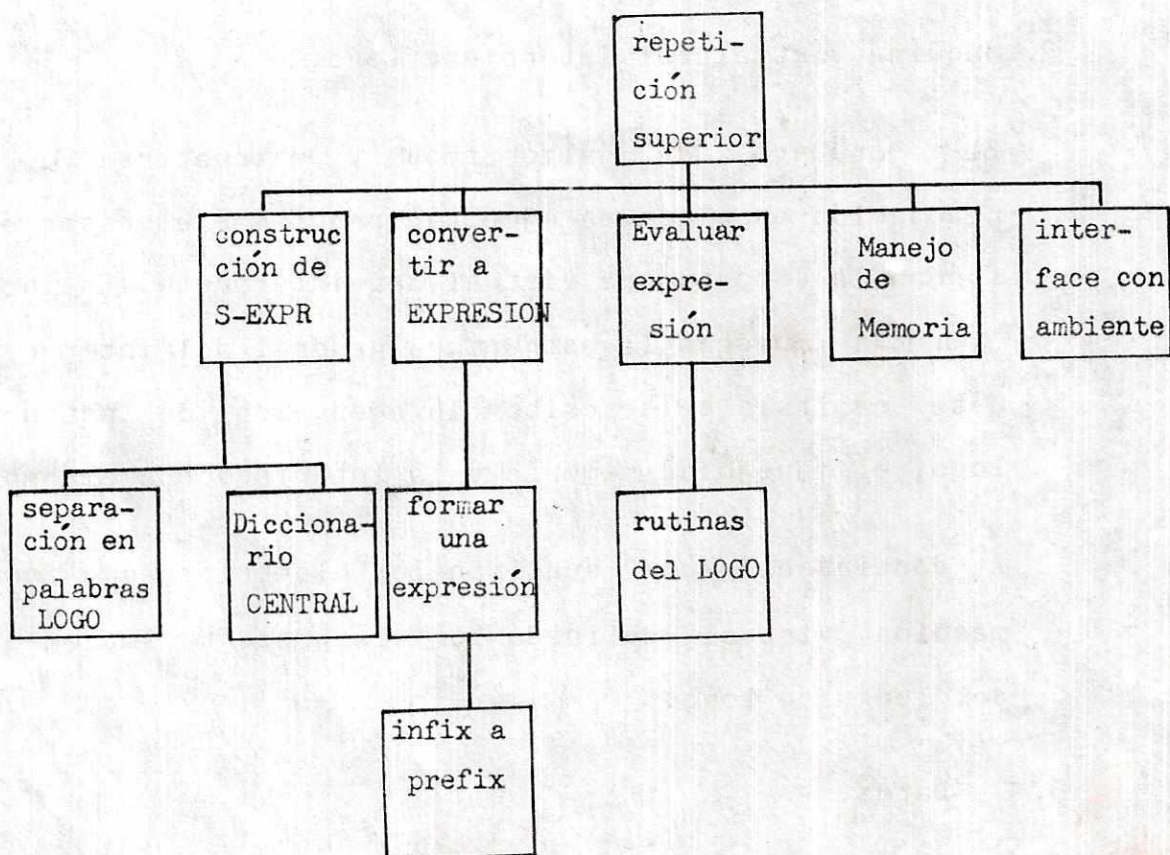 repeti-
ción
superior
construc
ción de
S-EXPR
conver-
tir a
EXPRESION
Evaluar
expre-
sión
Manejo
de
Memoria
inter-
face con
ambiente
separa-
ción en
palabras
LOGO
Dicciona-
rio
CENTRAL
formar
una
expresión
rutinas
del LOGO
infix a
prefix